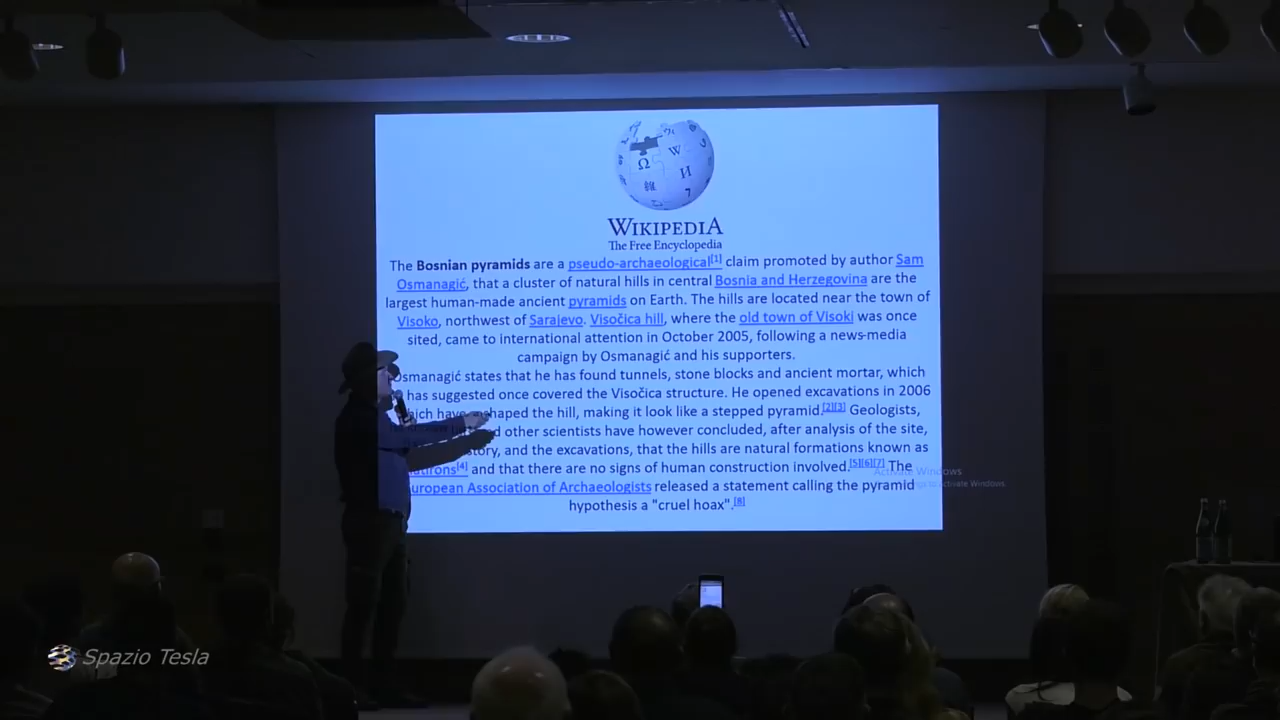 WIKIPEDIA
The Free Encyclopedia
The Bosnian pyramids are a pseudo-archaeological[1] claim promoted by author Sam
Osmanagić, that a cluster of natural hills in central Bosnia and Herzegovina are the
largest human-made ancient pyramids on Earth. The hills are located near the town of
Visoko, northwest of Sarajevo. Visočica hill, where the old town of Visoki was once
sited, came to international attention in October 2005, following a news-media
campaign by Osmanagić and his supporters.
Osmanagić states that he has found tunnels, stone blocks and ancient mortar, which
has suggested once covered the Visočica structure. He opened excavations in 2006
which have reshaped the hill, making it look like a stepped pyramid.[2][3] Geologists,
other scientists have however concluded, after analysis of the site,
and the excavations, that the hills are natural formations known as
[4] and that there are no signs of human construction involved.[5][6][7] The
European Association of Archaeologists released a statement calling the pyramid
hypothesis a "cruel hoax".[8]
Activate Windows
to activate Windows.
Spazio Tesla